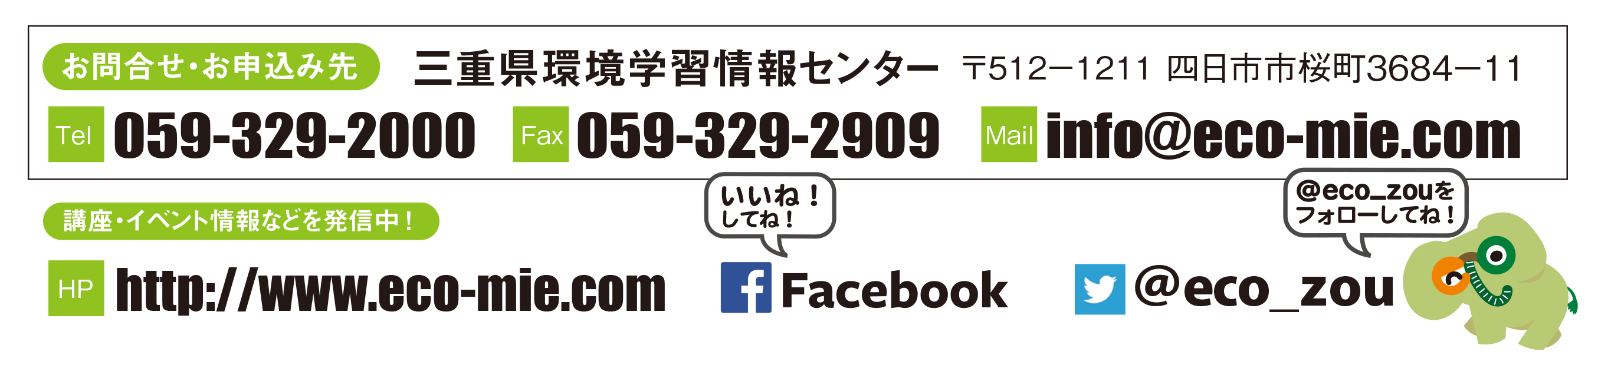 お問合せ・お申込み先 三重県環境学習情報センター 〒512－1211 四日市市桜町3684－11
Tel 059-329-2000 Fax 059-329-2909 Mail info@eco-mie.com
講座・イベント情報などを発信中！
いいね！
してね！
@eco_zouを
フォローしてね！
HP http://www.eco-mie.com Facebook @eco_zou